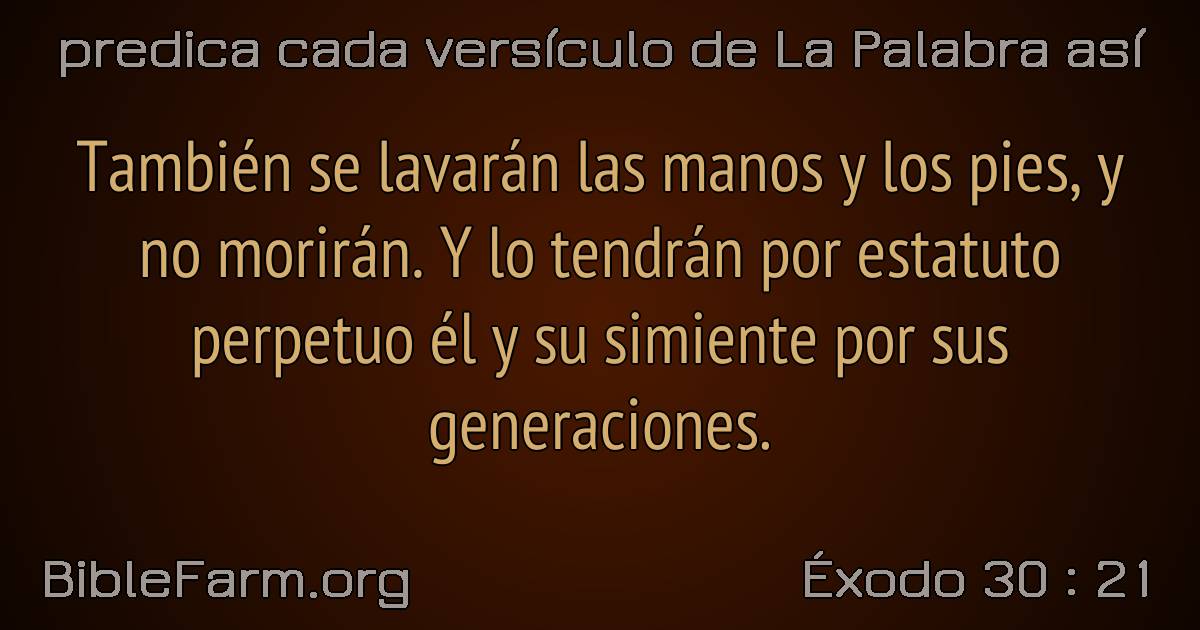 predica cada versículo de La Palabra así
También se lavarán las manos y los pies, y
no morirán. Y lo tendrán por estatuto
perpetuo él y su simiente por sus
generaciones.
BibleFarm.org
Éxodo 30 : 21